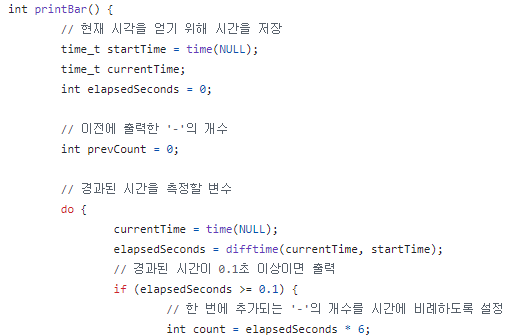 int printBar() {
// 현재 시각을 얻기 위해 시간을 저장
time_t startTime = time(NULL);
time_t currentTime;
int elapsedSeconds = 0;
// 이전에 출력한 '-'의 개수
int prevCount = 0;
// 경과된 시간을 측정할 변수
do {
currentTime = time(NULL);
elapsedSeconds = difftime(currentTime, startTime);
// 경과된 시간이 0.1초 이상이면 출력
if (elapsedSeconds >= 0.1) {
// 한 번에 추가되는 '-'의 개수를 시간에 비례하도록 설정
int count = elapsedSeconds * 6;